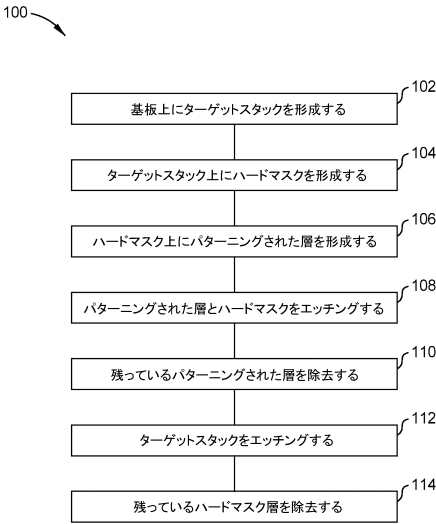 100
102
基板上にターゲットスタックを形成する
104
ターゲットスタック上にハードマスクを形成する
106
ハードマスク上にパターニングされた層を形成する
108
パターニングされた層とハードマスクをエッチングする
110
残っているパターニングされた層を除去する
112
ターゲットスタックをエッチングする
114
残っているハードマスク層を除去する